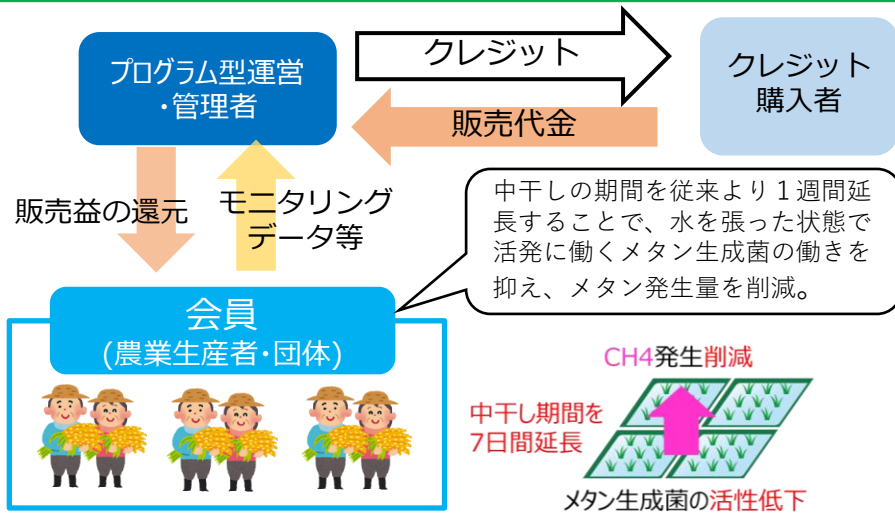 プログラム型運営
・管理者
クレジット
クレジット
購入者
販売代金
販売益の還元
モニタリング
データ等
中干しの期間を従来より１週間延
長することで、水を張った状態で
活発に働くメタン生成菌の働きを
抑え、メタン発生量を削減。
会員
(農業生産者・団体)
CH4発生削減
中干し期間を
7日間延長
メタン生成菌の活性低下